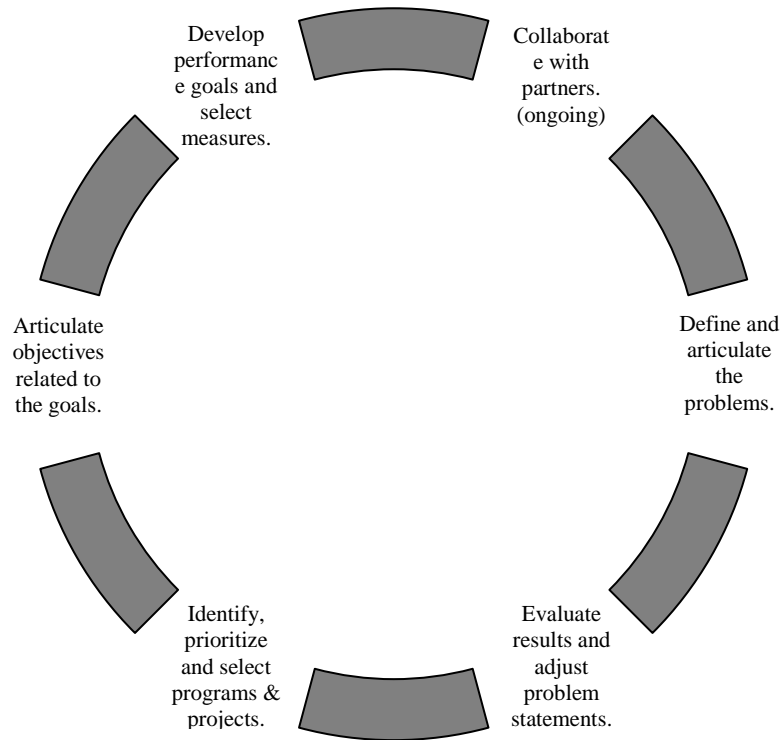 Develop
performanc
e goals and
select
measures.
Collaborat
e with
partners.
(ongoing)
Articulate
objectives
related to
the goals.
Define and
articulate
the
problems.
Identify,
prioritize
and select
programs &
projects.
Evaluate
results and
adjust
problem
statements.